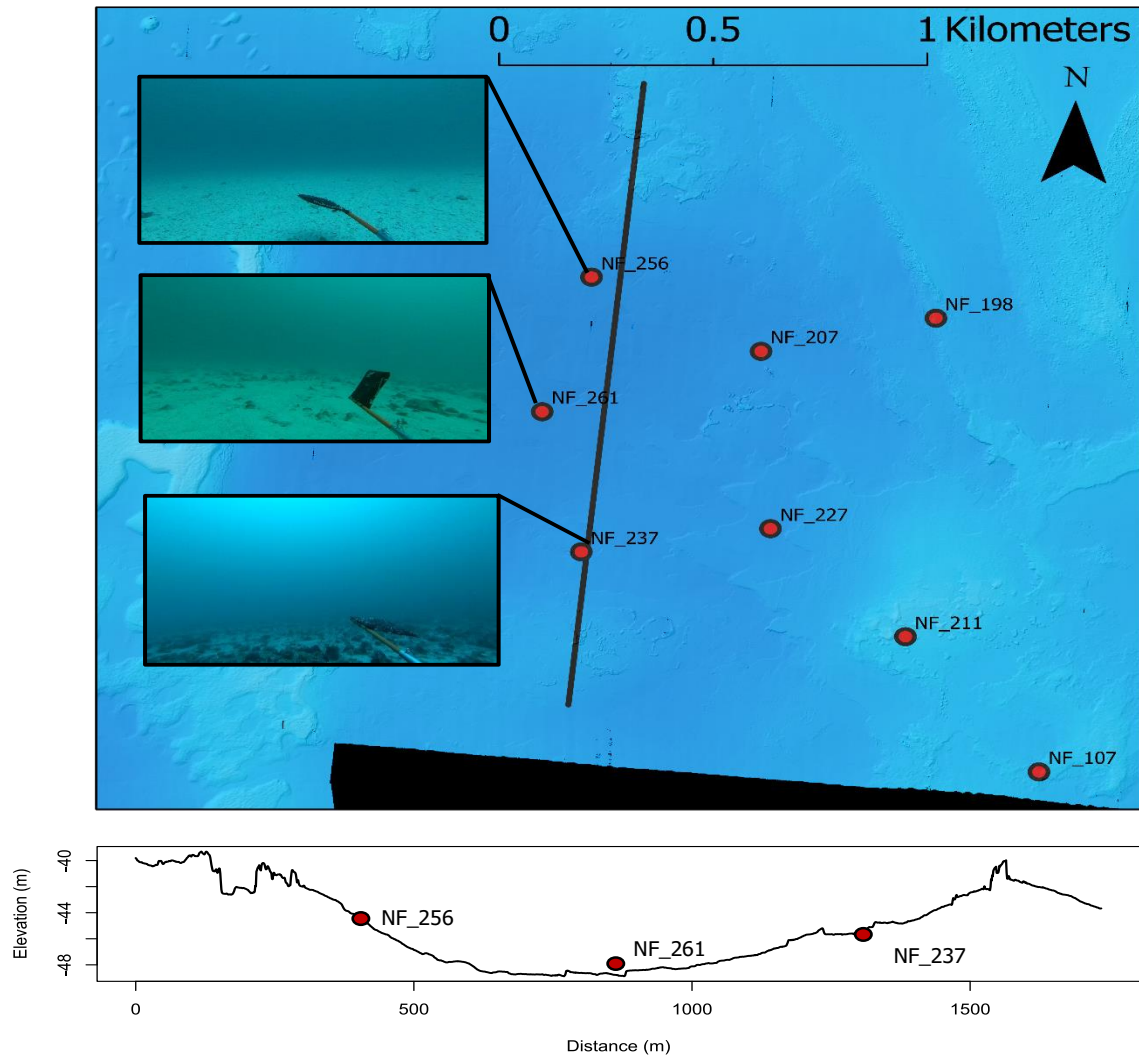 0 0.5 1 Kilometers
N
NF_256
NF_198
NF_207
NF_261
NF_227
NF_237
NF_211
NF_107
Elevation (m)
-40
-44
-48
NF_256
NF_261
NF_237
0 500 1000 1500
Distance (m)